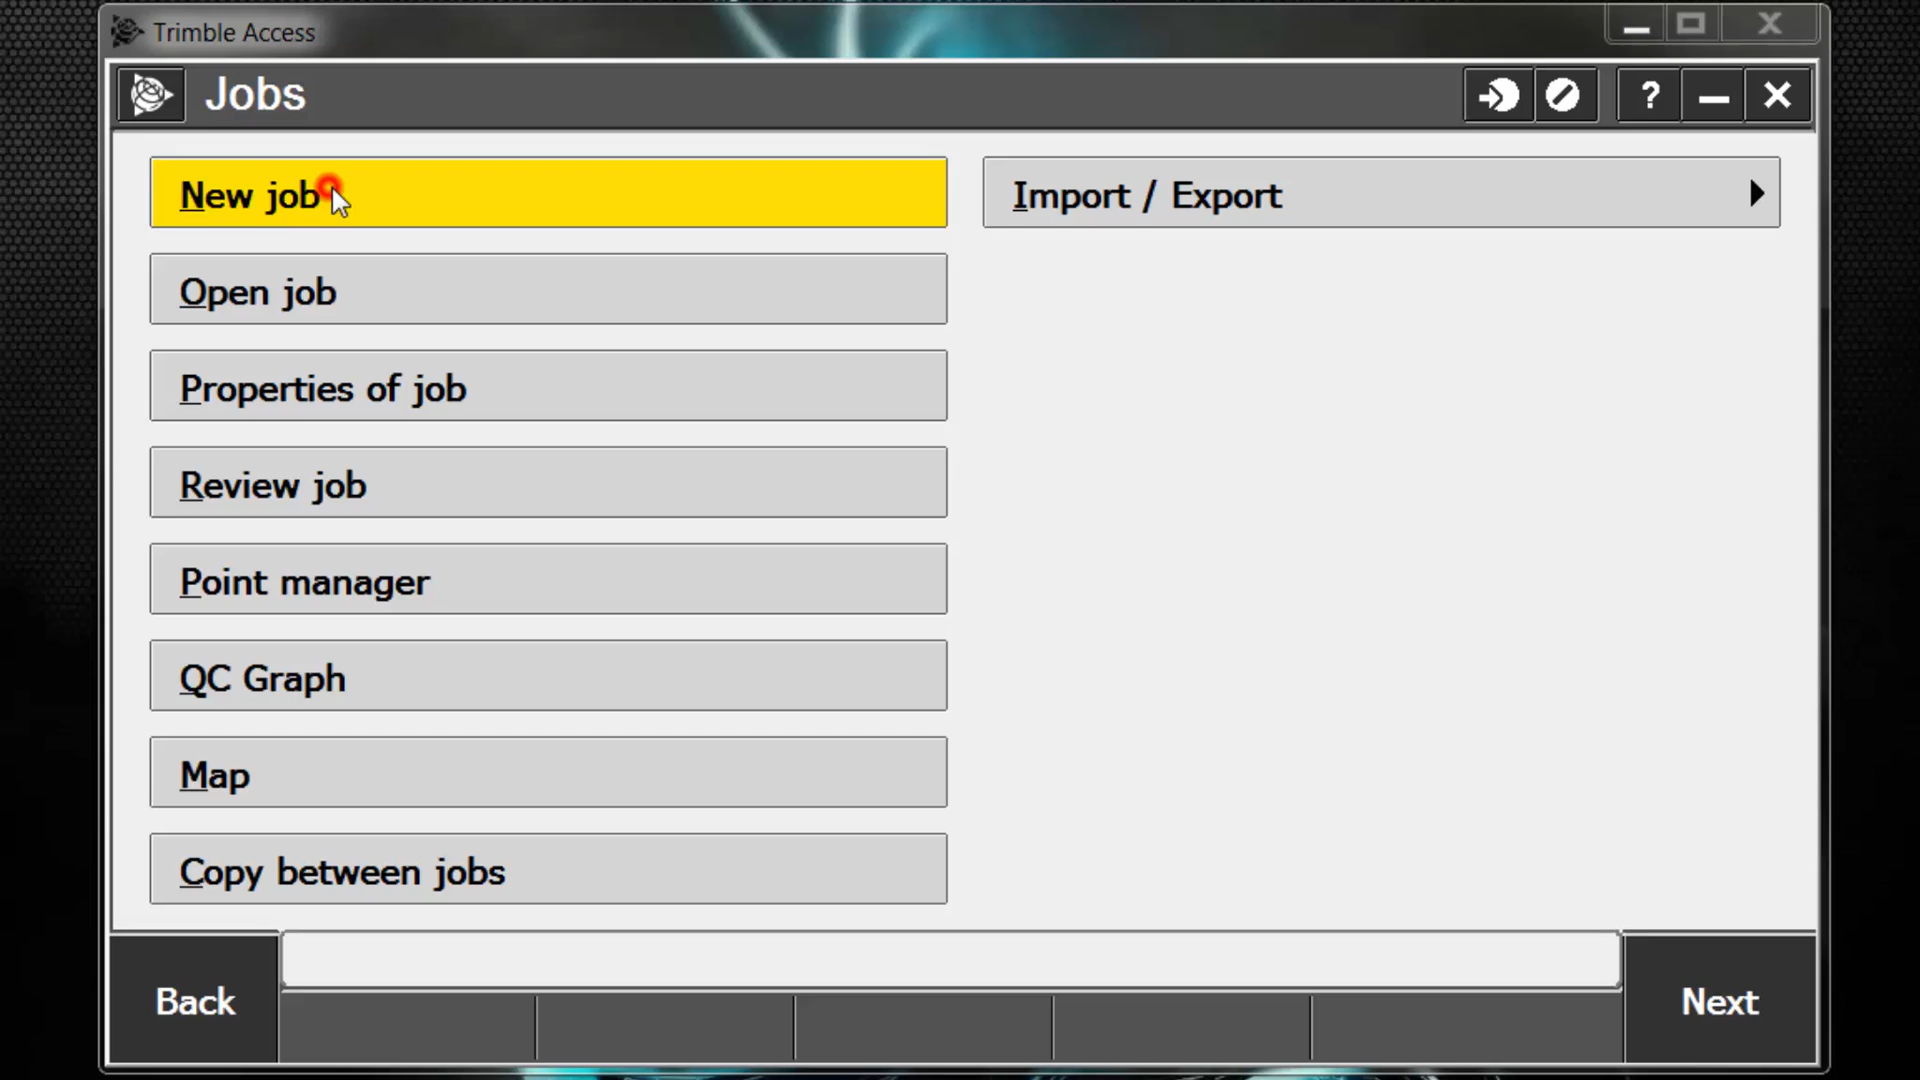 Trimble Access
Jobs
?
New job
Import / Export
Open job
Properties of job
Review job
Point manager
QC Graph
Map
Copy between jobs
Back
Next